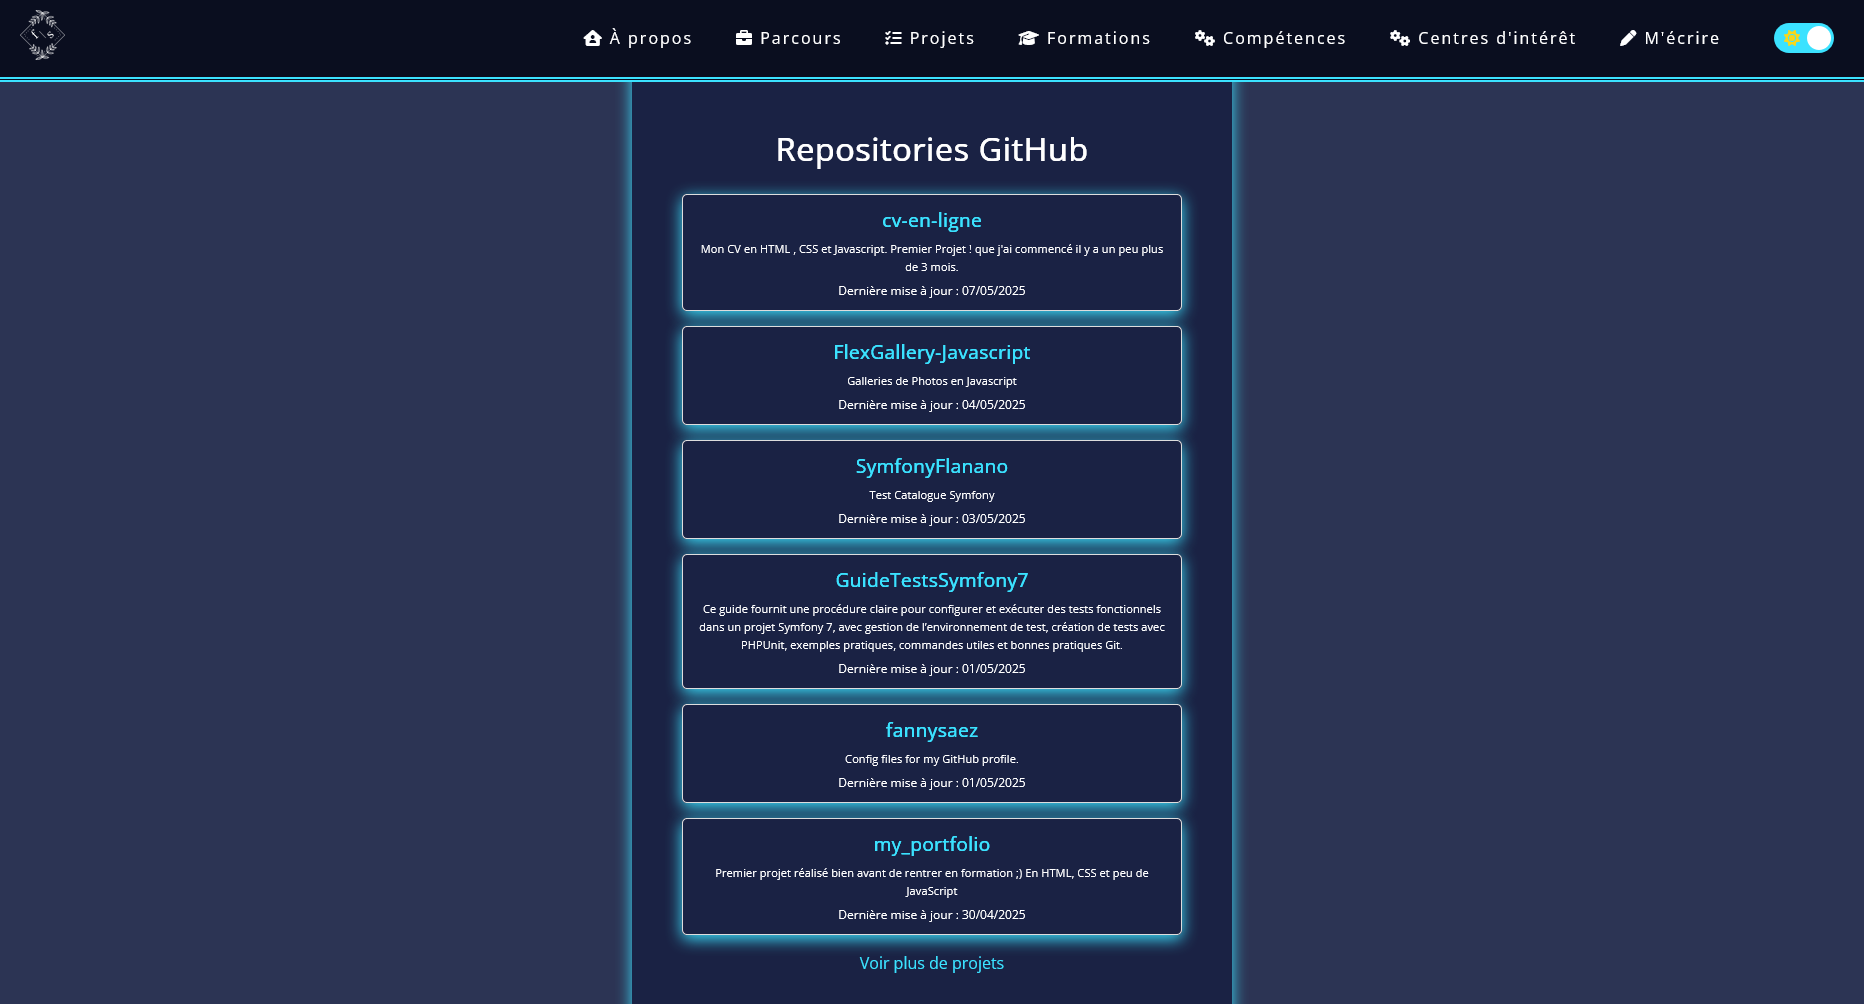 f s
À propos
Parcours
Projets
Formations
Compétences
Centres d'intérêt
M'écrire
Repositories GitHub
cv-en-ligne
Mon CV en HTML , CSS et Javascript. Premier Projet ! que j'ai commencé il y a un peu plus
de 3 mois.
Dernière mise à jour : 07/05/2025
FlexGallery-Javascript
Galleries de Photos en Javascript
Dernière mise à jour : 04/05/2025
SymfonyFlanano
Test Catalogue Symfony
Dernière mise à jour : 03/05/2025
GuideTestsSymfony7
Ce guide fournit une procédure claire pour configurer et exécuter des tests fonctionnels
dans un projet Symfony 7, avec gestion de l'environnement de test, création de tests avec
PHPUnit, exemples pratiques, commandes utiles et bonnes pratiques Git.
Dernière mise à jour : 01/05/2025
fannysaez
Config files for my GitHub profile.
Dernière mise à jour : 01/05/2025
my_portfolio
Premier projet réalisé bien avant de rentrer en formation ;) En HTML, CSS et peu de
JavaScript
Dernière mise à jour : 30/04/2025
Voir plus de projets